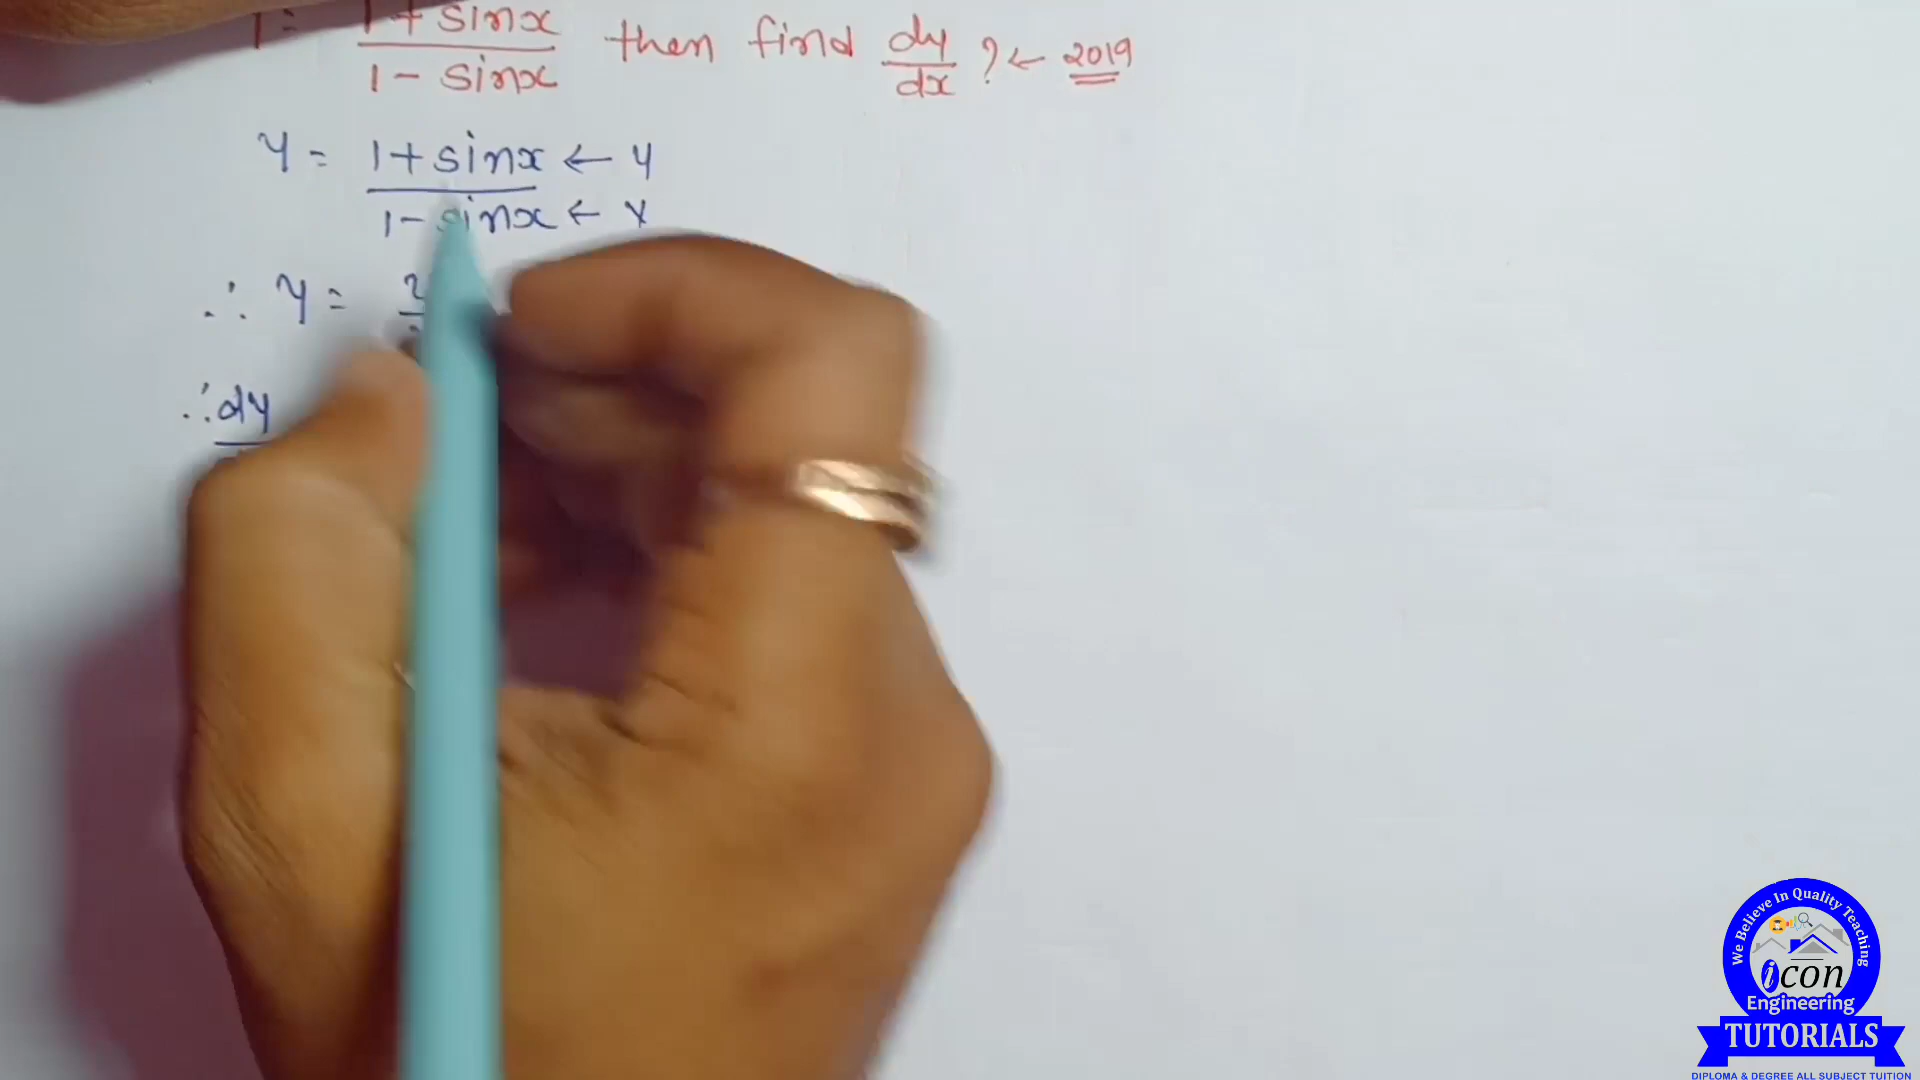 1 + sinx
1 - sinx then find dy/dx ? ← 2019
y = 1 + sinx ← u
1 - sinx ← v
∴ y =
∴ dy
We Believe In Quality Teaching
icon
Engineering
TUTORIALS
DIPLOMA & DEGREE ALL SUBJECT TUITION